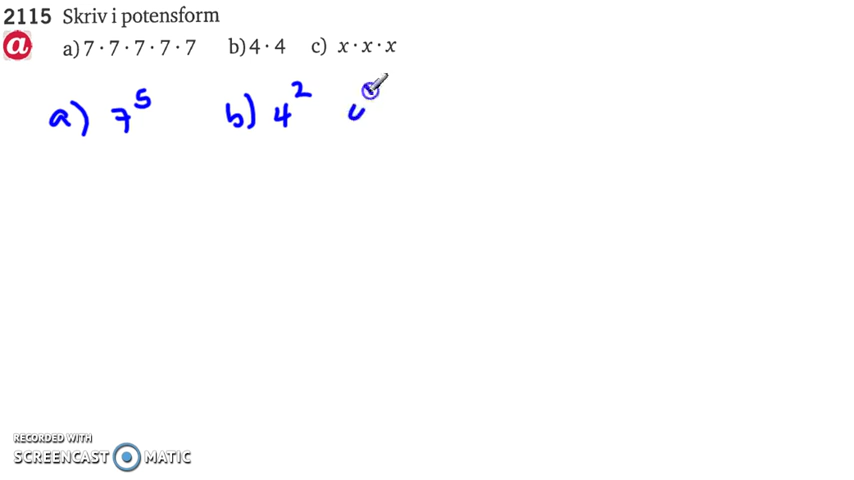 2115 Skriv i potensform
a a) 7 · 7 · 7 · 7 · 7 b) 4 · 4 c) x · x · x
a) 7⁵ b) 4² c
RECORDED WITH
SCREENCAST MATIC